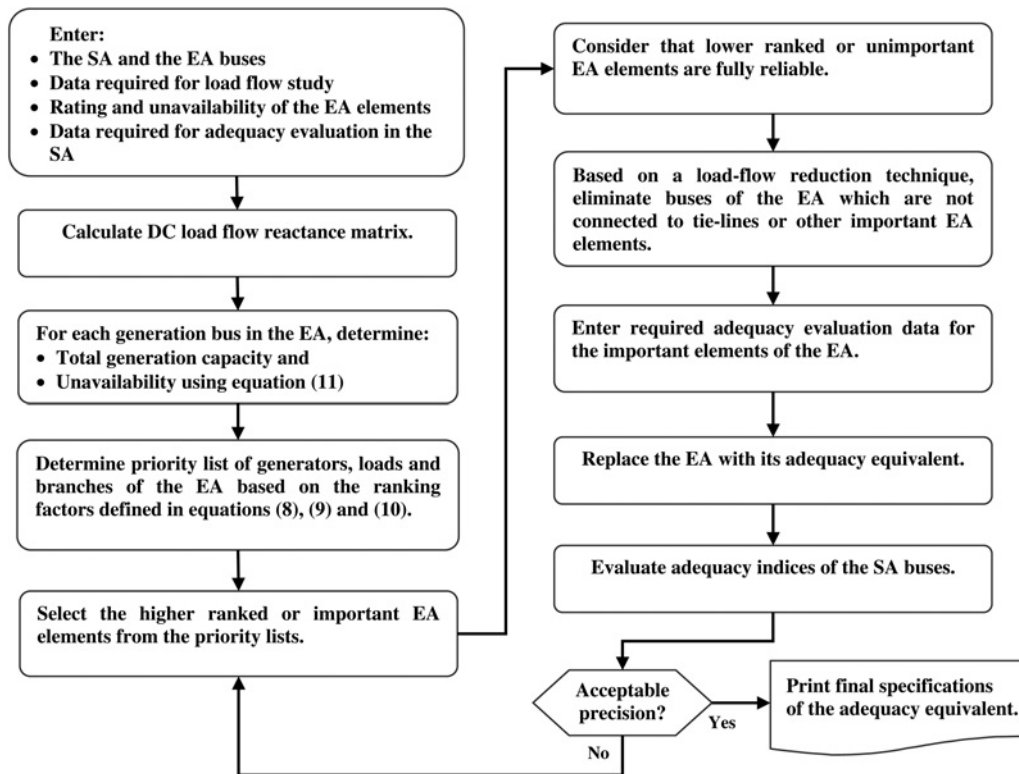 Enter:
• The SA and the EA buses
• Data required for load flow study
• Rating and unavailability of the EA elements
• Data required for adequacy evaluation in the
SA
Calculate DC load flow reactance matrix.
For each generation bus in the EA, determine:
• Total generation capacity and
• Unavailability using equation (11)
Determine priority list of generators, loads and
branches of the EA based on the ranking
factors defined in equations (8), (9) and (10).
Select the higher ranked or important EA
elements from the priority lists.
Consider that lower ranked or unimportant
EA elements are fully reliable.
Based on a load-flow reduction technique,
eliminate buses of the EA which are not
connected to tie-lines or other important EA
elements.
Enter required adequacy evaluation data for
the important elements of the EA.
Replace the EA with its adequacy equivalent.
Evaluate adequacy indices of the SA buses.
Acceptable
precision?
Yes
No
Print final specifications
of the adequacy equivalent.